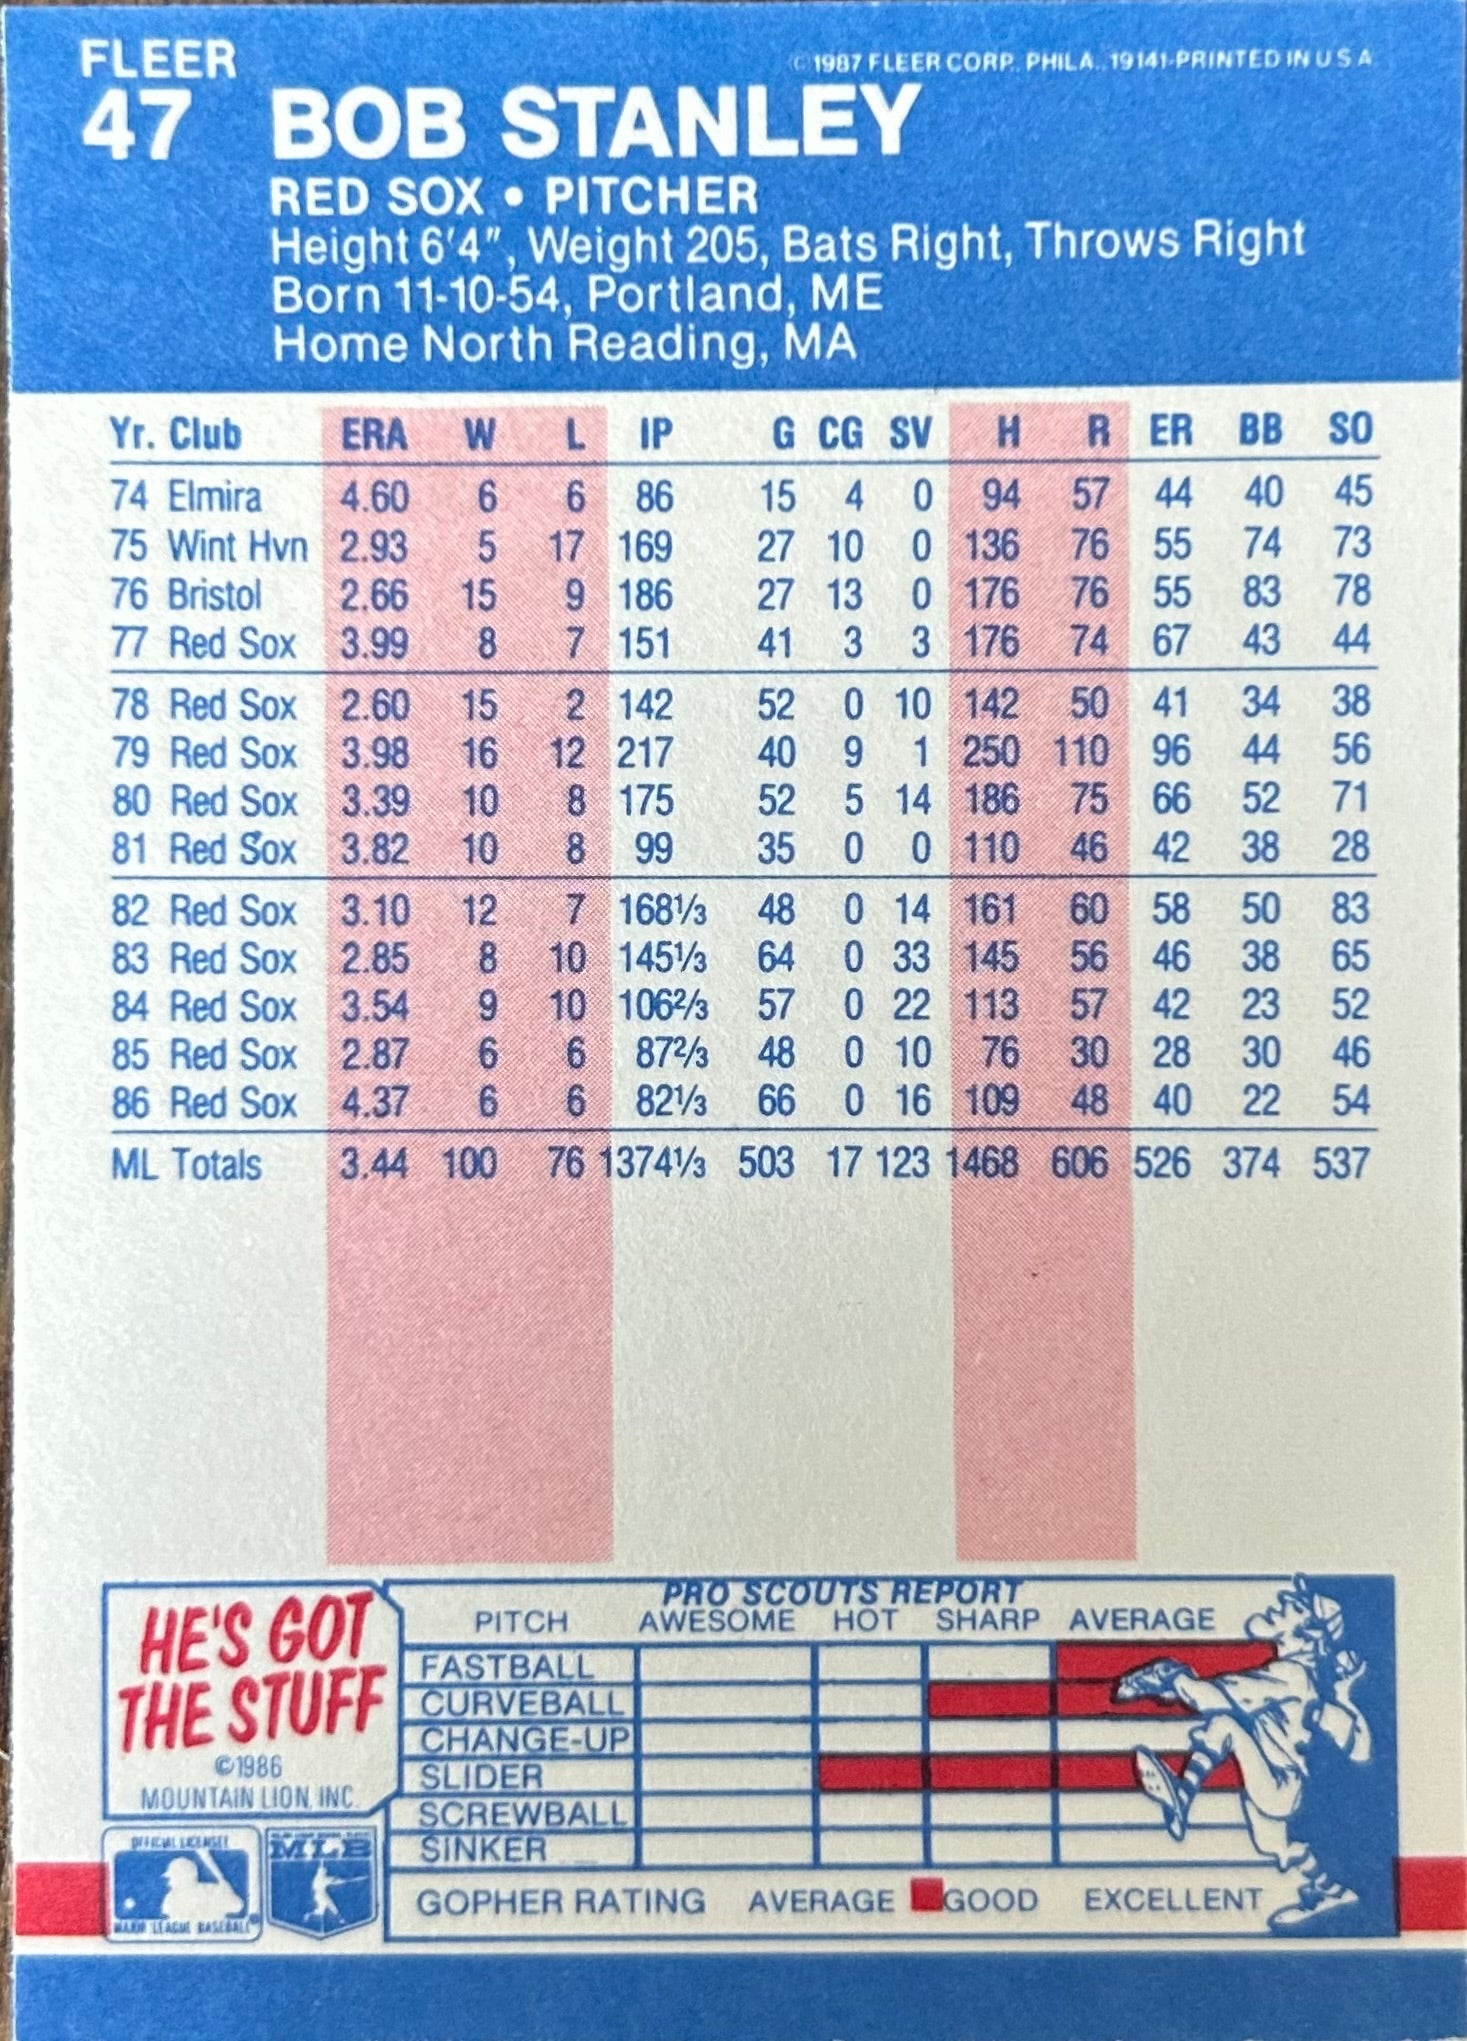 FLEER
©1987 FLEER CORP. PHILA., 19141-PRINTED IN U S A
47 BOB STANLEY
RED SOX • PITCHER
Height 6'4", Weight 205, Bats Right, Throws Right
Born 11-10-54, Portland, ME
Home North Reading, MA
Yr. Club ERA W L IP G CG SV H R ER BB SO
74 Elmira 4.60 6 6 86 15 4 0 94 57 44 40 45
75 Wint Hvn 2.93 5 17 169 27 10 0 136 76 55 74 73
76 Bristol 2.66 15 9 186 27 13 0 176 76 55 83 78
77 Red Sox 3.99 8 7 151 41 3 3 176 74 67 43 44
78 Red Sox 2.60 15 2 142 52 0 10 142 50 41 34 38
79 Red Sox 3.98 16 12 217 40 9 1 250 110 96 44 56
80 Red Sox 3.39 10 8 175 52 5 14 186 75 66 52 71
81 Red Sox 3.82 10 8 99 35 0 0 110 46 42 38 28
82 Red Sox 3.10 12 7 168⅓ 48 0 14 161 60 58 50 83
83 Red Sox 2.85 8 10 145⅓ 64 0 33 145 56 46 38 65
84 Red Sox 3.54 9 10 106⅔ 57 0 22 113 57 42 23 52
85 Red Sox 2.87 6 6 87⅔ 48 0 10 76 30 28 30 46
86 Red Sox 4.37 6 6 82⅓ 66 0 16 109 48 40 22 54
ML Totals 3.44 100 76 1374⅓ 503 17 123 1468 606 526 374 537
HE'S GOT
THE STUFF
©1986
MOUNTAIN LION, INC.
OFFICIAL LICENSEE
MAJOR LEAGUE BASEBALL
MLB
PRO SCOUTS REPORT
PITCH AWESOME HOT SHARP AVERAGE
FASTBALL
CURVEBALL
CHANGE-UP
SLIDER
SCREWBALL
SINKER
GOPHER RATING AVERAGE GOOD EXCELLENT